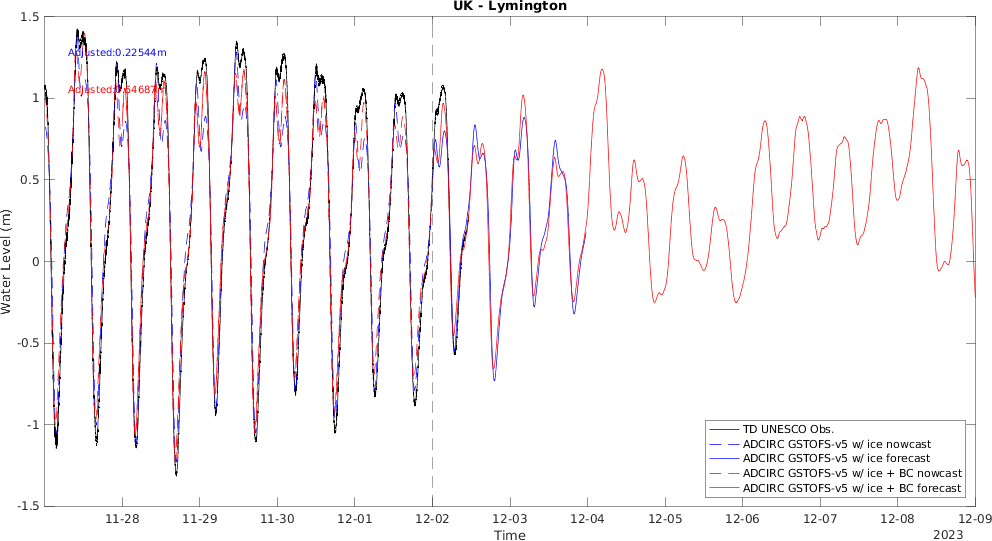 UK - Lymington
1.5
Adjusted:0.22544m
1
0.5
0
-0.5
-1
-1.5
Water Level (m)
TD UNESCO Obs.
ADCIRC GSTOFS-v5 w/ ice nowcast
ADCIRC GSTOFS-v5 w/ ice forecast
ADCIRC GSTOFS-v5 w/ ice + BC nowcast
ADCIRC GSTOFS-v5 w/ ice + BC forecast
11-28 11-29 11-30 12-01 12-02 12-03 12-04 12-05 12-06 12-07 12-08 12-09
Time
2023